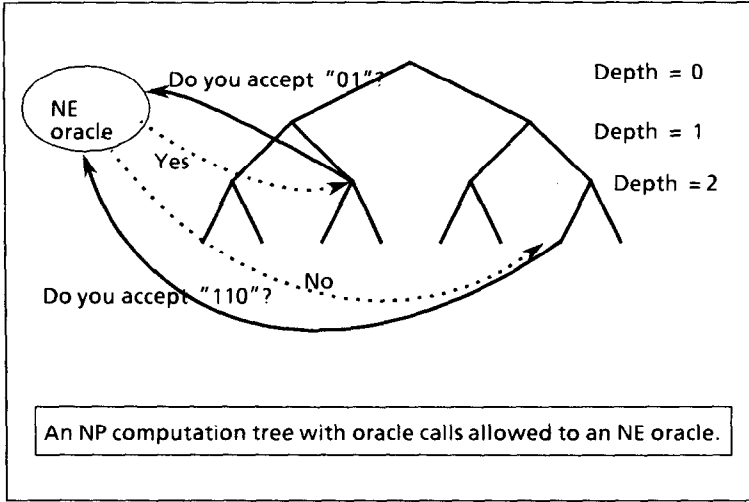 Do you accept "01"?
Depth = 0
NE
oracle
Depth = 1
Yes
Depth = 2
No
Do you accept "110"?
An NP computation tree with oracle calls allowed to an NE oracle.